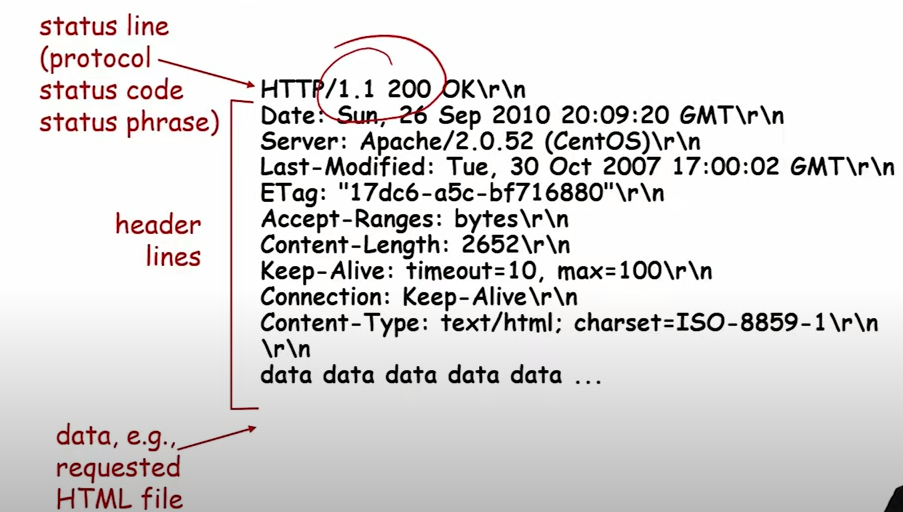 status line
(protocol
status code
status phrase)
HTTP/1.1 200 OK\r\n
Date: Sun, 26 Sep 2010 20:09:20 GMT\r\n
Server: Apache/2.0.52 (CentOS)\r\n
Last-Modified: Tue, 30 Oct 2007 17:00:02 GMT\r\n
ETag: "17dc6-a5c-bf716880"\r\n
Accept-Ranges: bytes\r\n
Content-Length: 2652\r\n
Keep-Alive: timeout=10, max=100\r\n
Connection: Keep-Alive\r\n
Content-Type: text/html; charset=ISO-8859-1\r\n
\r\n
data data data data data ...
header
lines
data, e.g.,
requested
HTML file